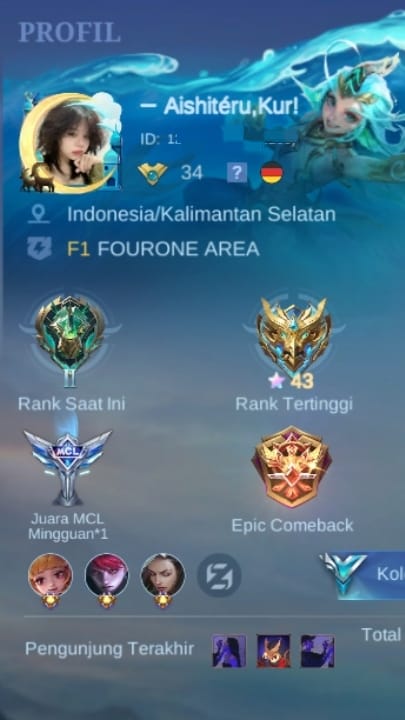 PROFIL
– Aishitéru,Kur!
ID: 1
34 ?
Indonesia/Kalimantan Selatan
F1 FOURONE AREA
II
43
Rank Saat Ini
Rank Tertinggi
MCL
Juara MCL
Mingguan*1
Epic Comeback
Kol
Total
Pengunjung Terakhir